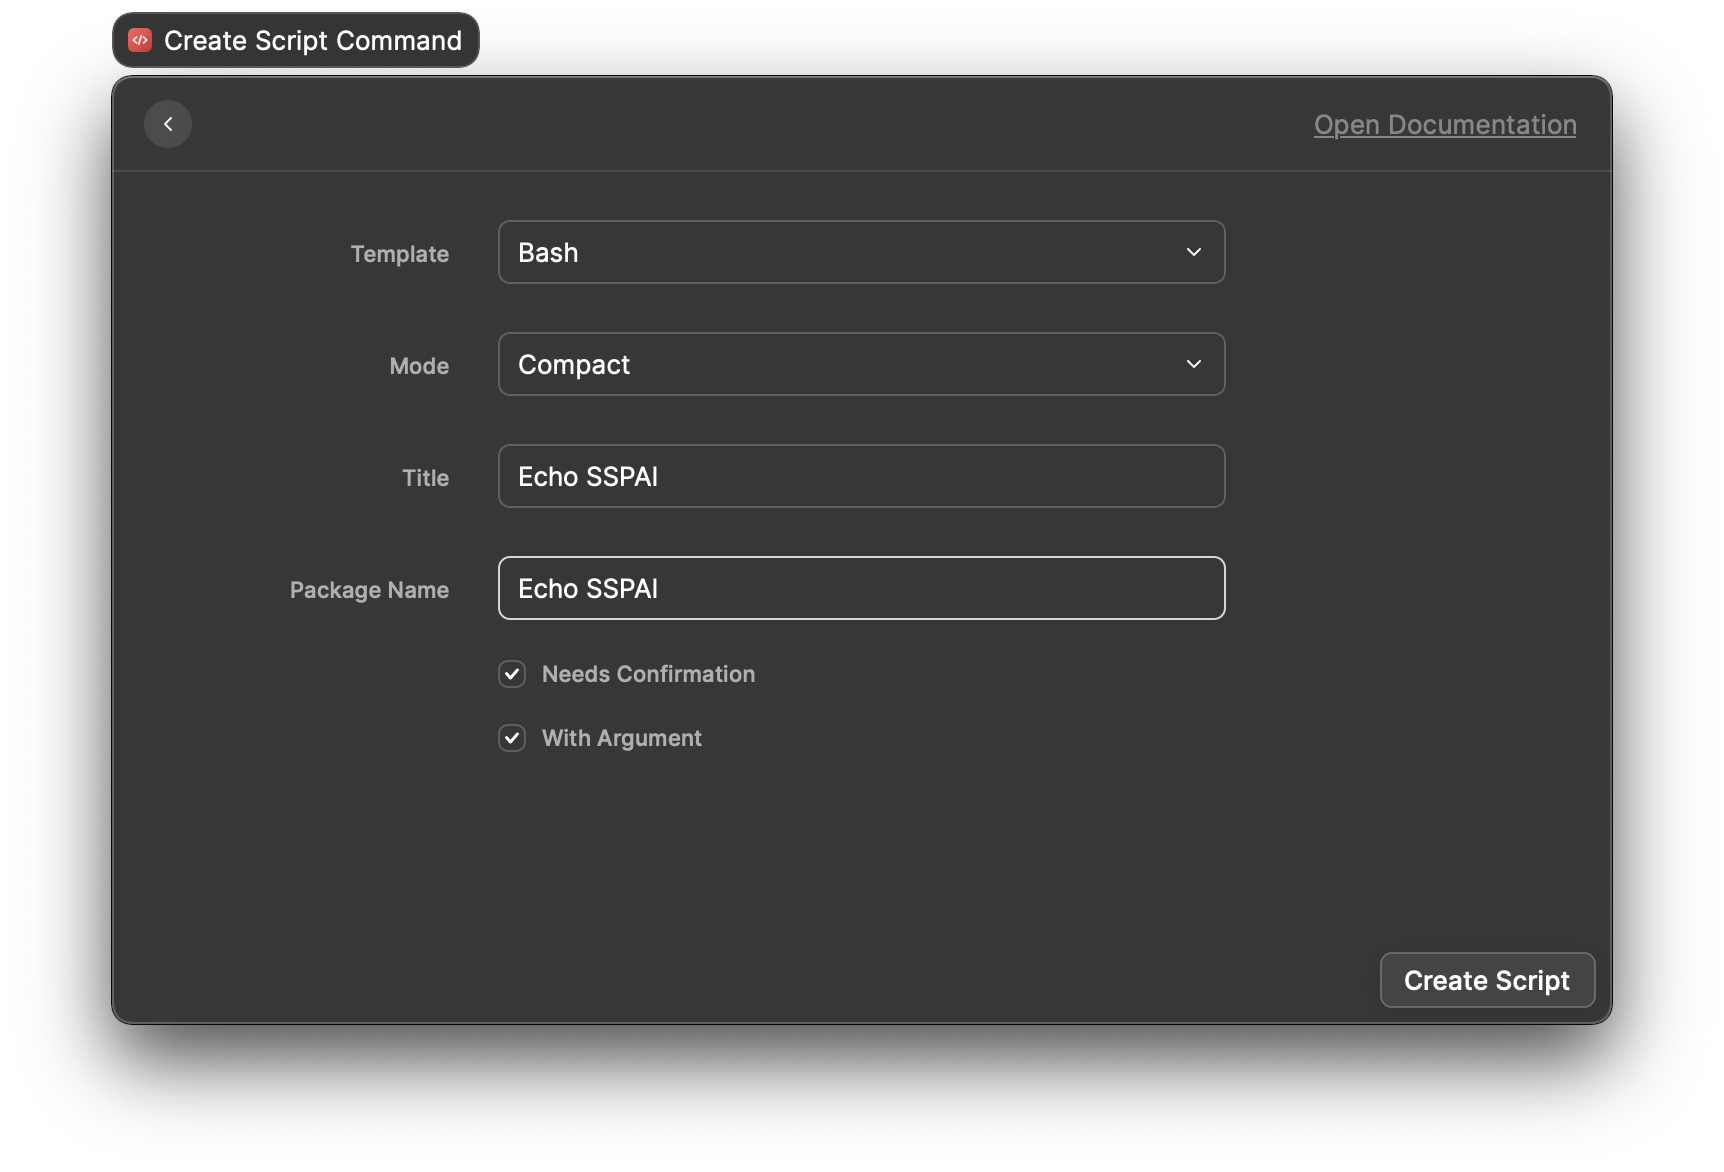 Create Script Command
Open Documentation
Template
Bash
Mode
Compact
Title
Echo SSPAI
Package Name
Echo SSPAI
Needs Confirmation
With Argument
Create Script